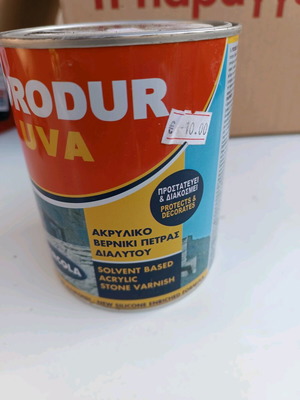 RODUR
UVA
10.00
ΠΡΟΣΤΑΤΕΥΕΙ
& ΔΙΑΚΟΣΜΕΙ
PROTECTS &
DECORATES
ΑΚΡΥΛΙΚΟ
ΒΕΡΝΙΚΙ ΠΕΤΡΑΣ
ΔΙΑΛΥΤΟΥ
SOLVENT BASED
ACRYLIC
STONE VARNISH